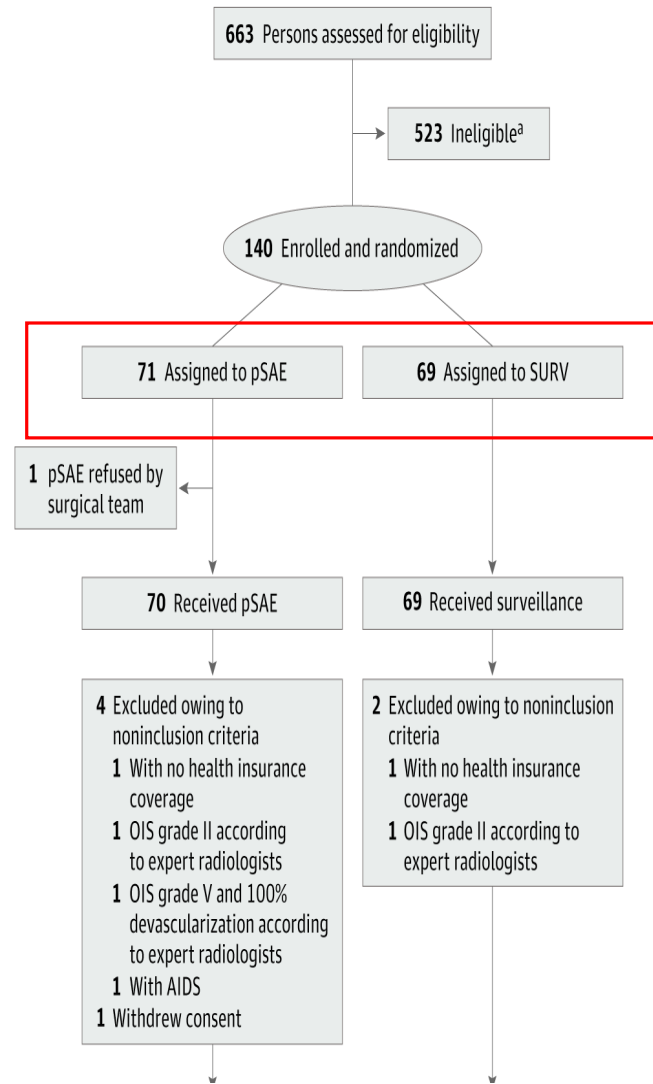 663 Persons assessed for eligibility
523 Ineligibleª
140 Enrolled and randomized
71 Assigned to pSAE
69 Assigned to SURV
1 pSAE refused by
surgical team
70 Received pSAE
69 Received surveillance
4 Excluded owing to
noninclusion criteria
1 With no health insurance
coverage
1 OIS grade II according
to expert radiologists
1 OIS grade V and 100%
devascularization according
to expert radiologists
1 With AIDS
1 Withdrew consent
2 Excluded owing to noninclusion
criteria
1 With no health insurance
coverage
1 OIS grade II according to
expert radiologists